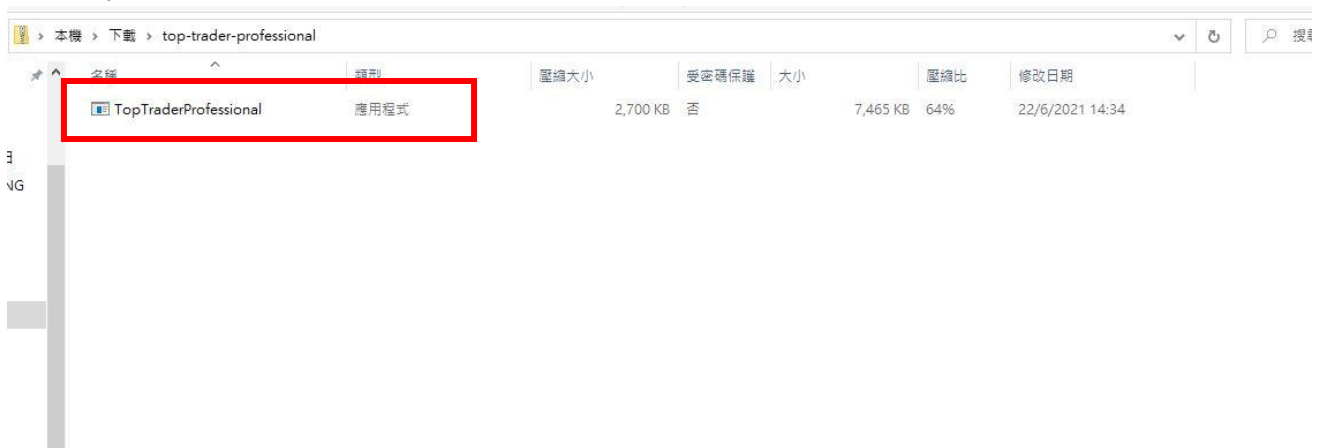 本機 › 下載 › top-trader-professional
名稱 類型 壓縮大小 受密碼保護 大小 壓縮比 修改日期
TopTraderProfessional 應用程式 2,700 KB 否 7,465 KB 64% 22/6/2021 14:34
NG